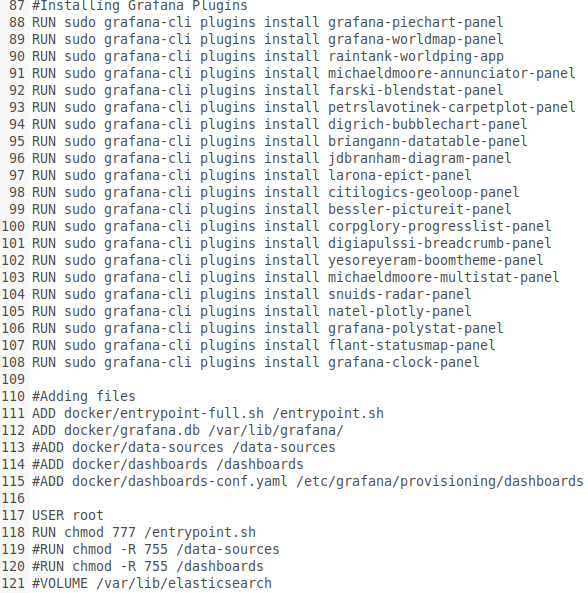 87 #Installing Grafana Plugins
88 RUN sudo grafana-cli plugins install grafana-piechart-panel
89 RUN sudo grafana-cli plugins install grafana-worldmap-panel
90 RUN sudo grafana-cli plugins install raintank-worldping-app
91 RUN sudo grafana-cli plugins install michaeldmoore-annunciator-panel
92 RUN sudo grafana-cli plugins install farski-blendstat-panel
93 RUN sudo grafana-cli plugins install petrslavotinek-carpetplot-panel
94 RUN sudo grafana-cli plugins install digrich-bubblechart-panel
95 RUN sudo grafana-cli plugins install briangann-datatable-panel
96 RUN sudo grafana-cli plugins install jdbranham-diagram-panel
97 RUN sudo grafana-cli plugins install larona-epict-panel
98 RUN sudo grafana-cli plugins install citilogics-geoloop-panel
99 RUN sudo grafana-cli plugins install bessler-pictureit-panel
100 RUN sudo grafana-cli plugins install corpglory-progresslist-panel
101 RUN sudo grafana-cli plugins install digiapulssi-breadcrumb-panel
102 RUN sudo grafana-cli plugins install yesoreyeram-boomtheme-panel
103 RUN sudo grafana-cli plugins install michaeldmoore-multistat-panel
104 RUN sudo grafana-cli plugins install snuids-radar-panel
105 RUN sudo grafana-cli plugins install natel-plotly-panel
106 RUN sudo grafana-cli plugins install grafana-polystat-panel
107 RUN sudo grafana-cli plugins install flant-statusmap-panel
108 RUN sudo grafana-cli plugins install grafana-clock-panel
109
110 #Adding files
111 ADD docker/entrypoint-full.sh /entrypoint.sh
112 ADD docker/grafana.db /var/lib/grafana/
113 #ADD docker/data-sources /data-sources
114 #ADD docker/dashboards /dashboards
115 #ADD docker/dashboards-conf.yaml /etc/grafana/provisioning/dashboards
116
117 USER root
118 RUN chmod 777 /entrypoint.sh
119 #RUN chmod -R 755 /data-sources
120 #RUN chmod -R 755 /dashboards
121 #VOLUME /var/lib/elasticsearch